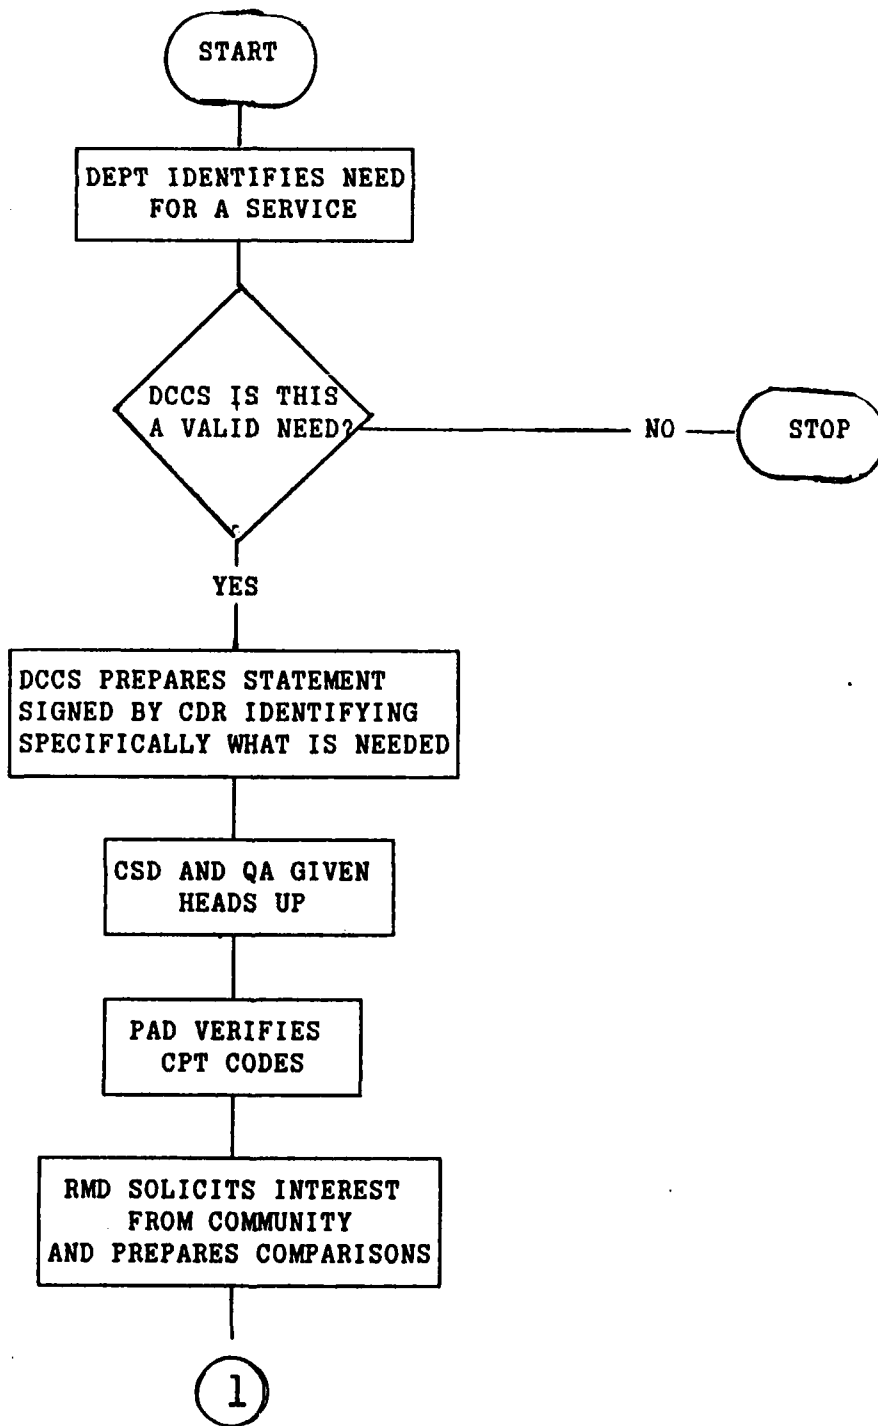 START
DEPT IDENTIFIES NEED
FOR A SERVICE
DCCS IS THIS
A VALID NEED?
NO
STOP
YES
DCCS PREPARES STATEMENT
SIGNED BY CDR IDENTIFYING
SPECIFICALLY WHAT IS NEEDED
CSD AND QA GIVEN
HEADS UP
PAD VERIFIES
CPT CODES
RMD SOLICITS INTEREST
FROM COMMUNITY
AND PREPARES COMPARISONS
1